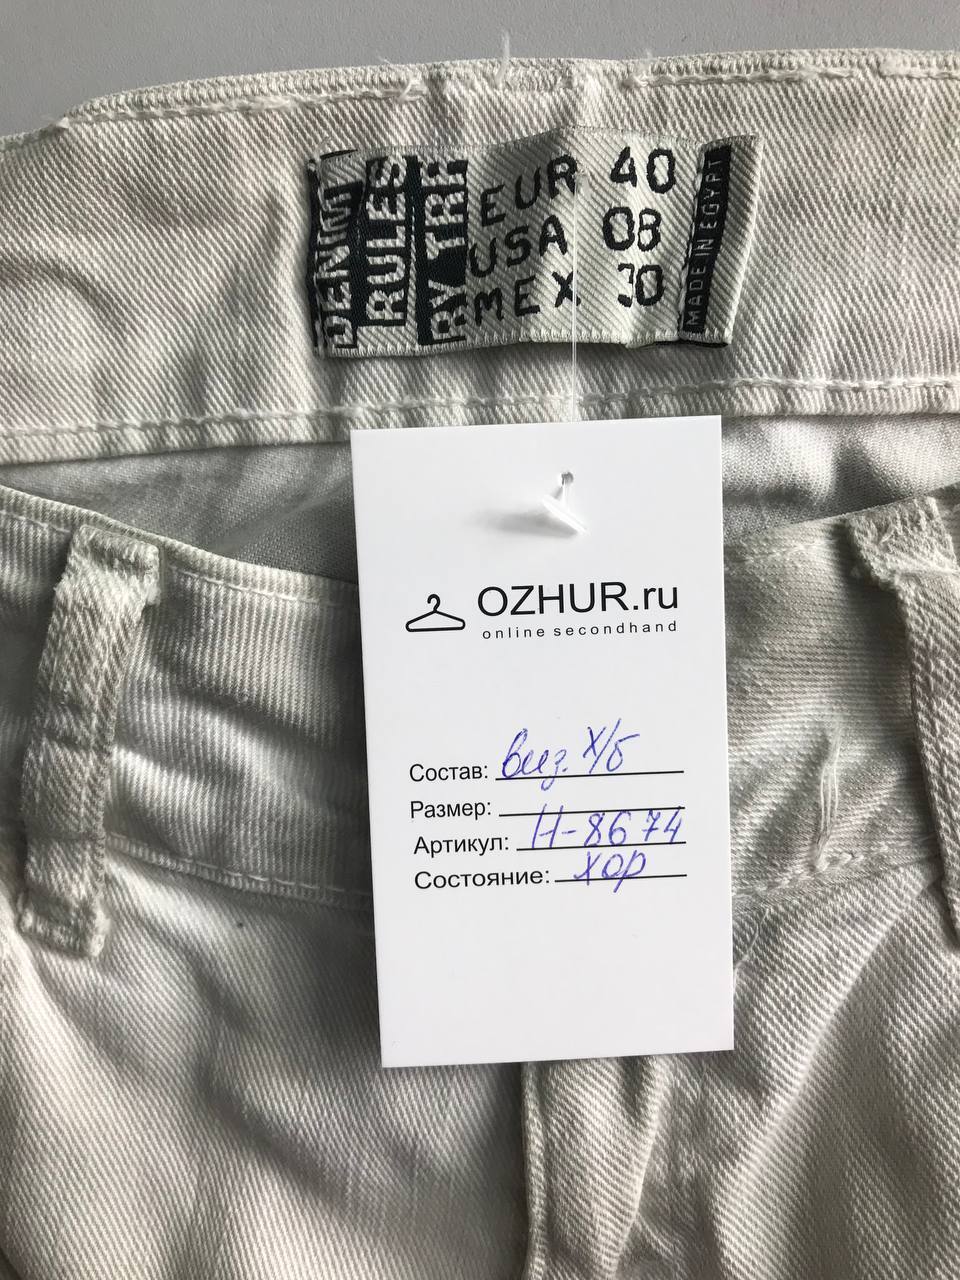 DENIM
RULES
BY TRF
EUR 40
USA 08
MEX 30
MADE IN EGYPT
OZHUR.ru
online secondhand
Состав: виз. х/б
Размер:
Артикул: Н-8674
Состояние: хор